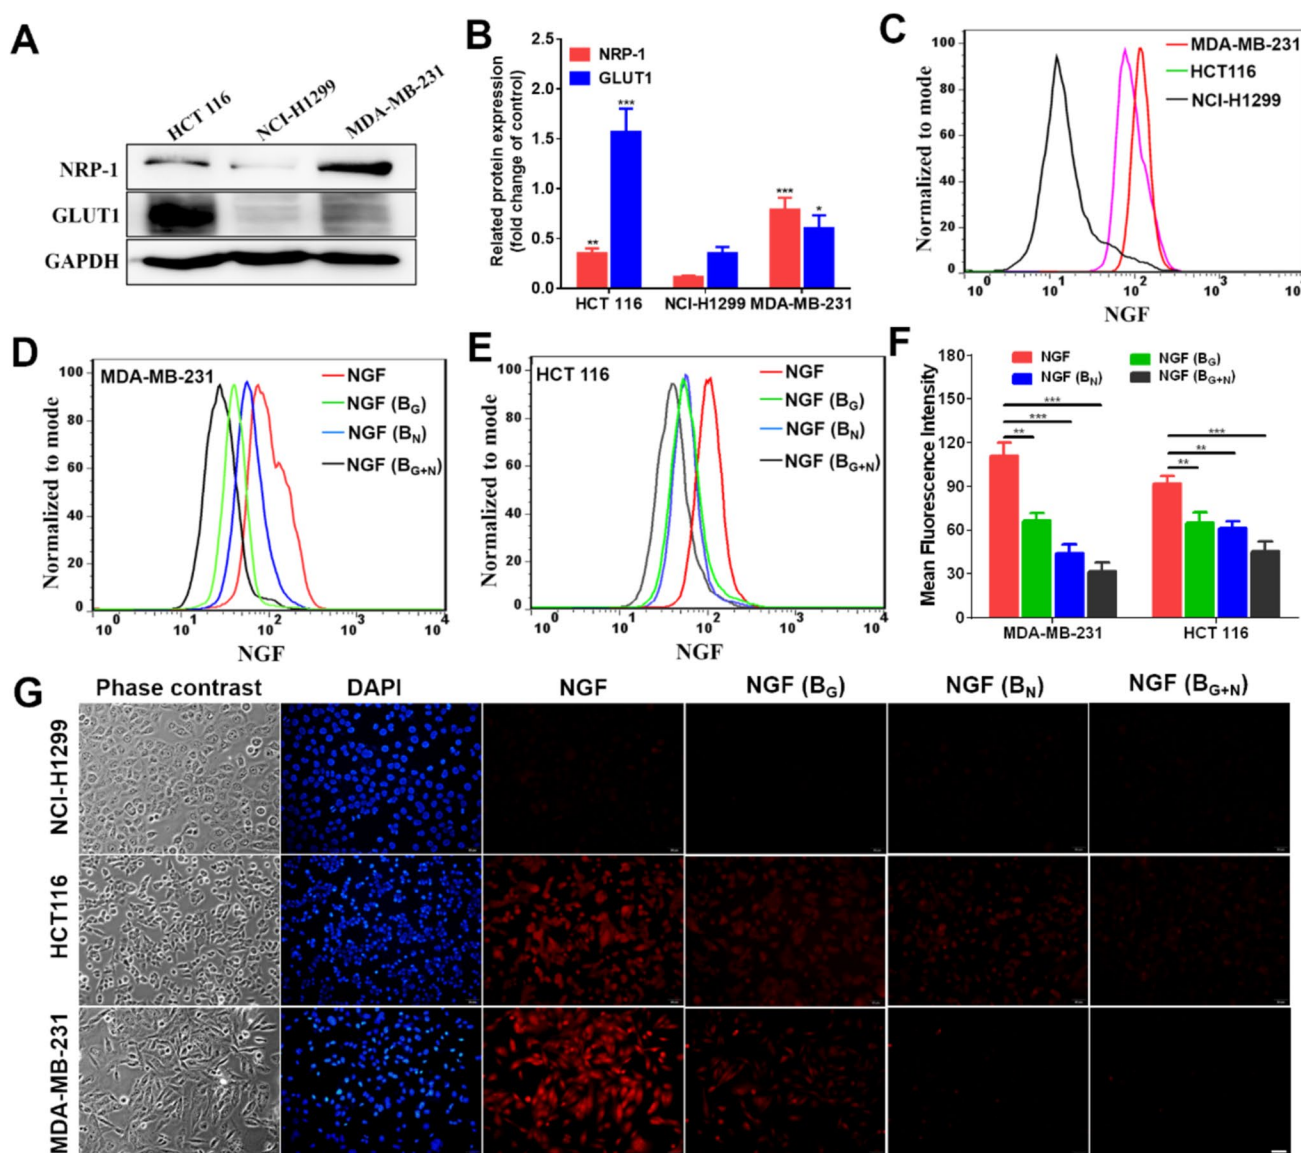 A
HCT 116
NCI-H1299
MDA-MB-231
NRP-1
GLUT1
GAPDH
B
Related protein expression
(fold change of control)
2.5
2.0
1.5
1.0
0.5
0.0
NRP-1
GLUT1
**
***
***
*
HCT 116
NCI-H1299
MDA-MB-231
C
Normalized to mode
100
80
60
40
20
0
MDA-MB-231
HCT116
NCI-H1299
10^0
10^1
10^2
10^3
NGF
D
MDA-MB-231
Normalized to mode
100
80
60
40
20
0
NGF
NGF (B_G)
NGF (B_N)
NGF (B_G+N)
10^0
10^1
10^2
10^3
10^4
NGF
E
HCT 116
Normalized to mode
100
80
60
40
20
0
NGF
NGF (B_G)
NGF (B_N)
NGF (B_G+N)
10^0
10^1
10^2
10^3
10^4
NGF
F
Mean Fluorescence Intensity
180
150
120
90
60
30
0
NGF
NGF (B_G)
NGF (B_N)
NGF (B_G+N)
***
***
**
***
**
**
MDA-MB-231
HCT 116
G
Phase contrast
DAPI
NGF
NGF (B_G)
NGF (B_N)
NGF (B_G+N)
NCI-H1299
HCT116
MDA-MB-231